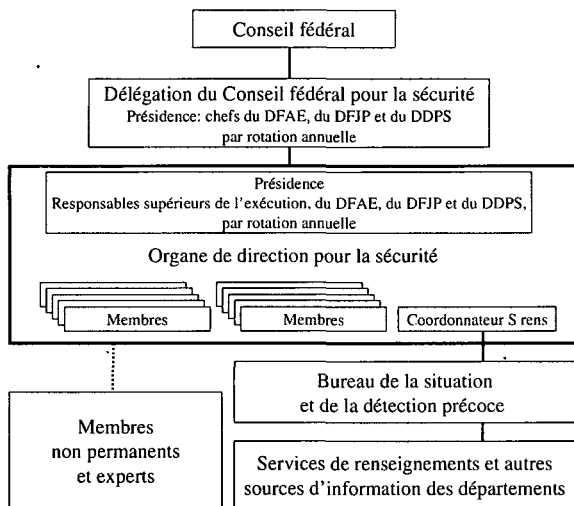 Conseil fédéral
Délégation du Conseil fédéral pour la sécurité
Présidence: chefs du DFAE, du DFJP et du DDPS
par rotation annuelle
Présidence
Responsables supérieurs de l'exécution, du DFAE, du DFJP et du DDPS,
par rotation annuelle
Organe de direction pour la sécurité
Membres
Membres
Coordonnateur S rens
Bureau de la situation
et de la détection précoce
Membres
non permanents
et experts
Services de renseignements et autres
sources d'information des départements